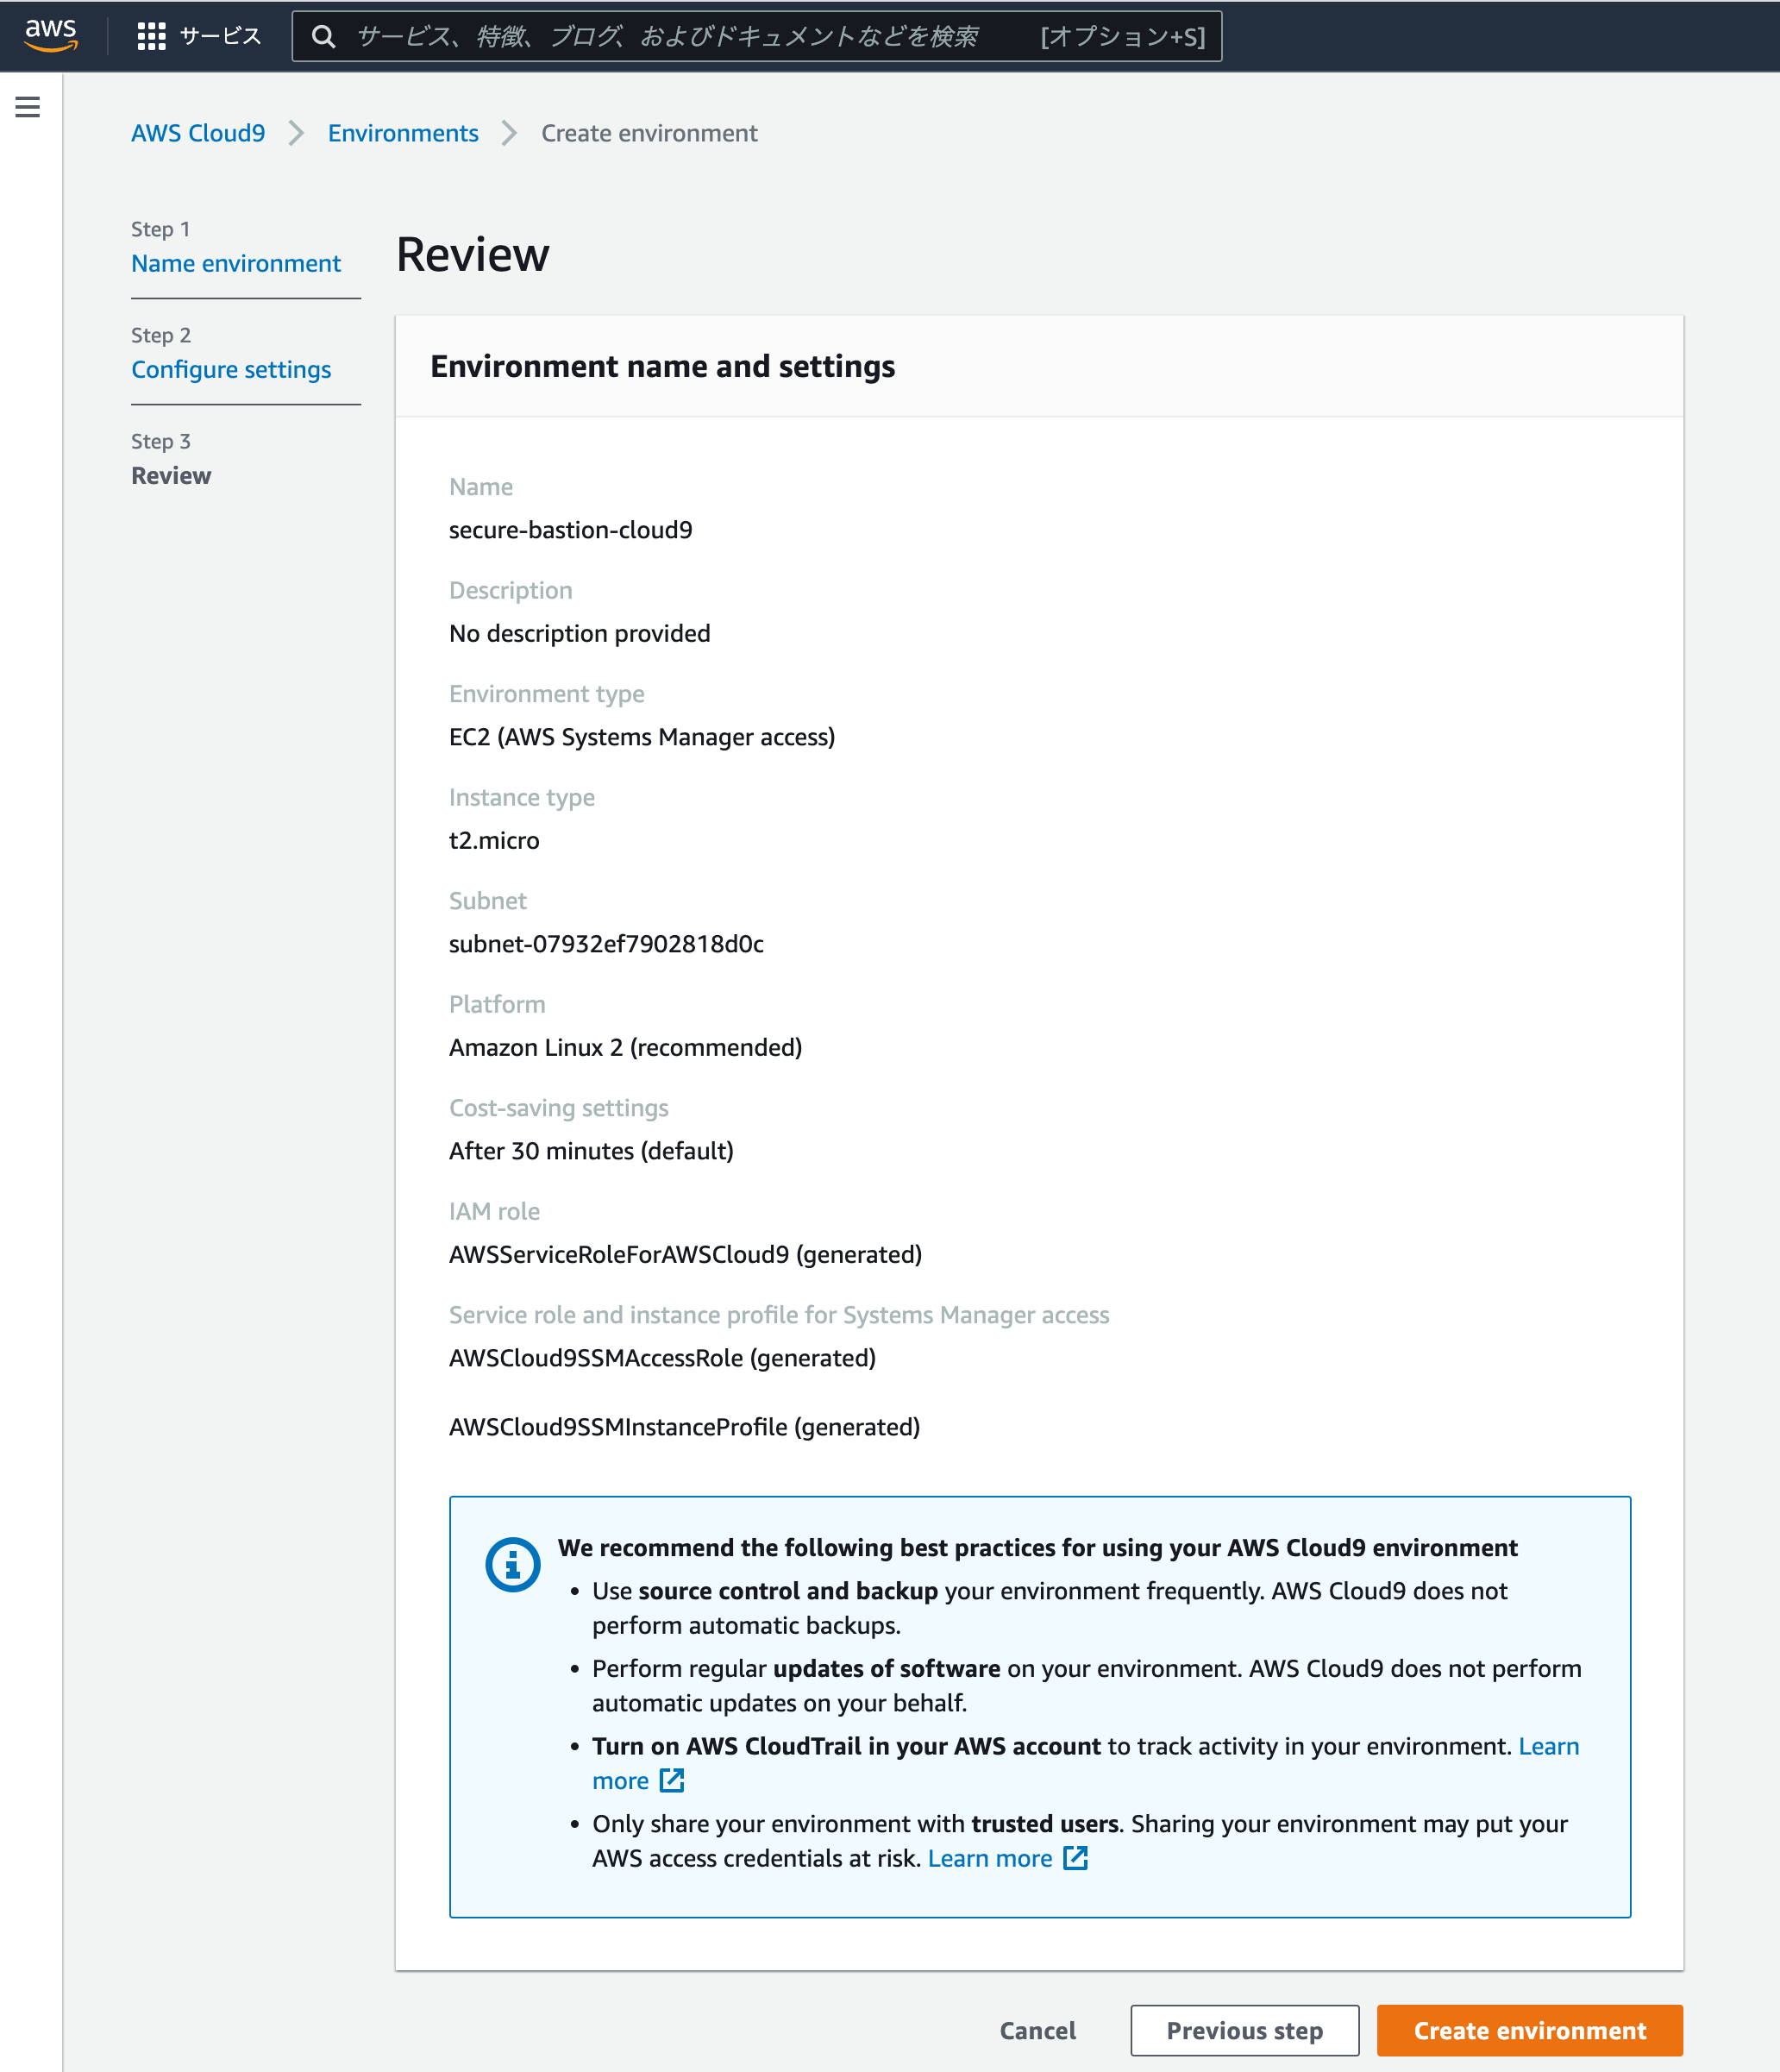 aws
サービス
サービス、特徴、ブログ、およびドキュメントなどを検索
[オプション+S]
AWS Cloud9
Environments
Create environment
Step 1
Name environment
Step 2
Configure settings
Step 3
Review
Review
Environment name and settings
Name
secure-bastion-cloud9
Description
No description provided
Environment type
EC2 (AWS Systems Manager access)
Instance type
t2.micro
Subnet
subnet-07932ef7902818d0c
Platform
Amazon Linux 2 (recommended)
Cost-saving settings
After 30 minutes (default)
IAM role
AWSServiceRoleForAWSCloud9 (generated)
Service role and instance profile for Systems Manager access
AWSCloud9SSMAccessRole (generated)
AWSCloud9SSMInstanceProfile (generated)
We recommend the following best practices for using your AWS Cloud9 environment
• Use source control and backup your environment frequently. AWS Cloud9 does not
perform automatic backups.
• Perform regular updates of software on your environment. AWS Cloud9 does not perform
automatic updates on your behalf.
• Turn on AWS CloudTrail in your AWS account to track activity in your environment. Learn
more
• Only share your environment with trusted users. Sharing your environment may put your
AWS access credentials at risk. Learn more
Cancel
Previous step
Create environment